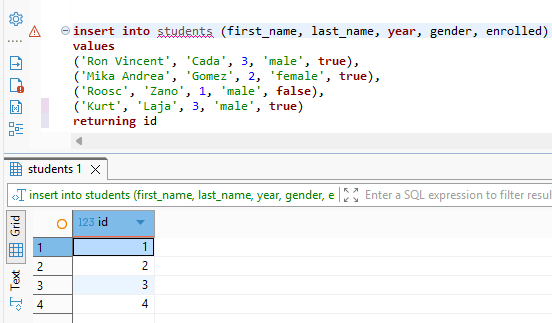 insert into students (first_name, last_name, year, gender, enrolled)
values
('Ron Vincent', 'Cada', 3, 'male', true),
('Mika Andrea', 'Gomez', 2, 'female', true),
('Roosc', 'Zano', 1, 'male', false),
('Kurt', 'Laja', 3, 'male', true)
returning id
students 1
insert into students (first_name, last_name, year, gender, e
Enter a SQL expression to filter resul
Grid
Text
123 id
1 1
2 2
3 3
4 4